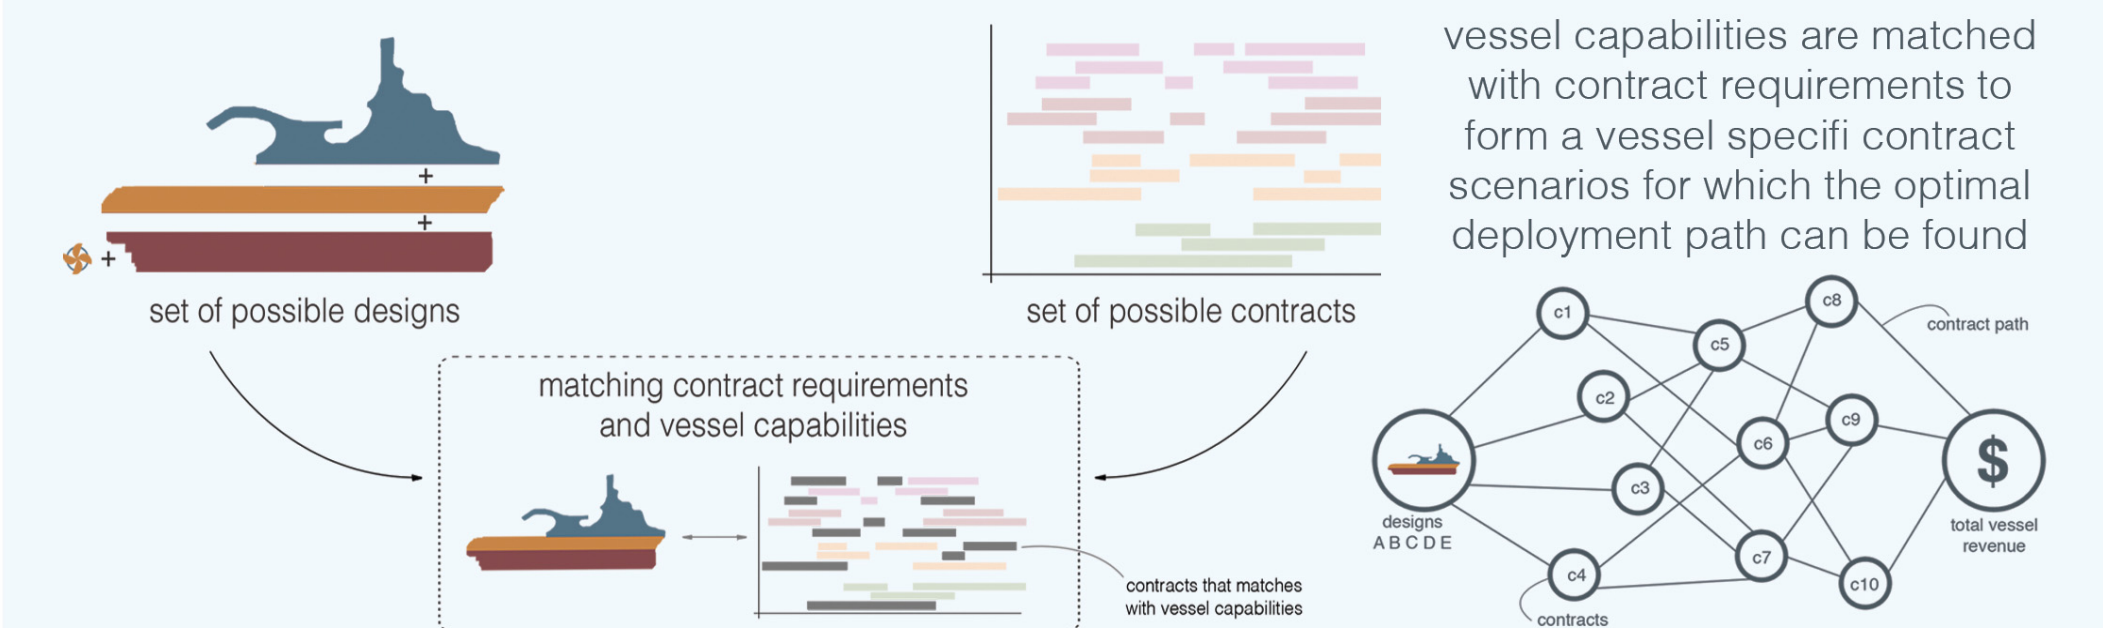 vessel capabilities are matched
with contract requirements to
form a vessel specifi contract
scenarios for which the optimal
deployment path can be found
+
+
+
set of possible designs
set of possible contracts
matching contract requirements
and vessel capabilities
contracts that matches
with vessel capabilities
c1
c8
contract path
c5
c2
c9
c6
$
c3
designs
A B C D E
total vessel
revenue
c7
c4
c10
contracts